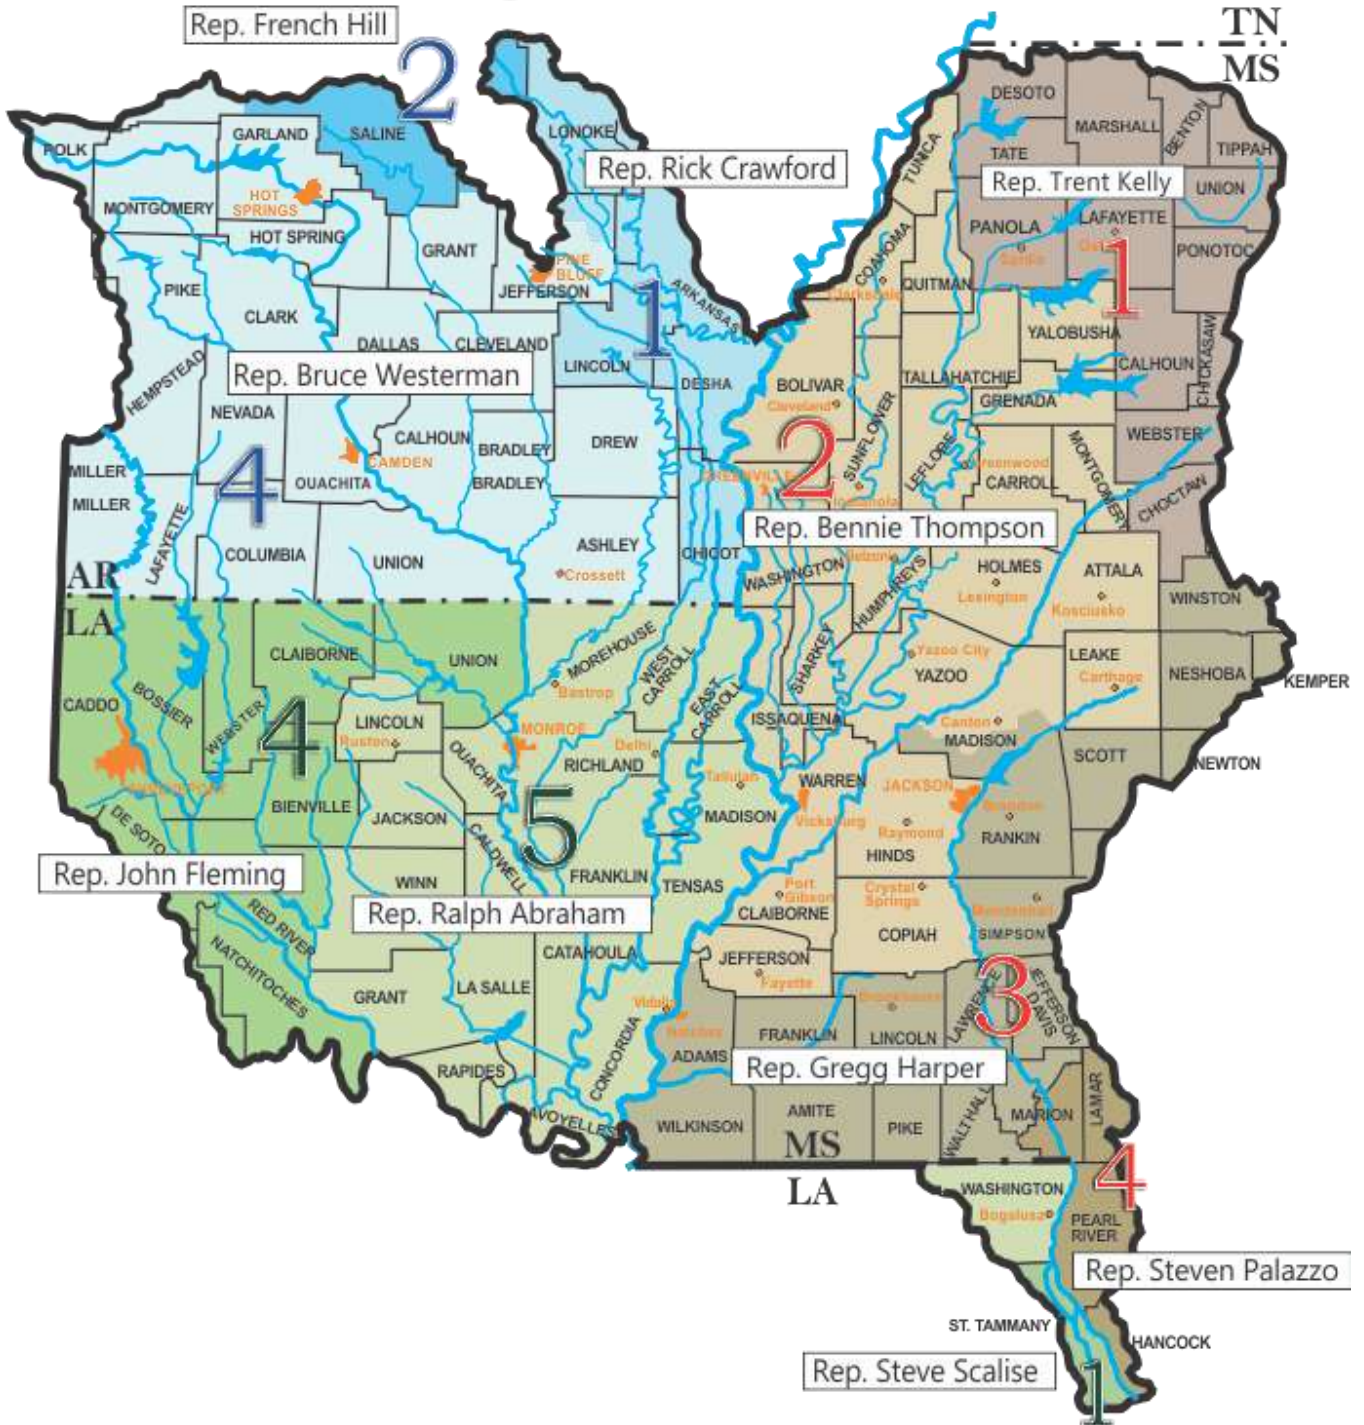 Rep. French Hill
2
TN
MS
POLK
GARLAND
SALINE
LONOKE
DESOTO
MARSHALL
BENTON
TIPPAH
TUNICA
TATE
Rep. Rick Crawford
Rep. Trent Kelly
UNION
MONTGOMERY
HOT
SPRINGS
HOT SPRING
GRANT
PINE
BLUFF
JEFFERSON
ARKANSAS
COAHOMA
PANOLA
LAFAYETTE
PONOTOC
Sardis
Clarksdale
QUITMAN
1
1
PIKE
CLARK
DALLAS
CLEVELAND
LINCOLN
DESHA
YALOBUSHA
CALHOUN
CHICKASAW
HEMPSTEAD
Rep. Bruce Westerman
BOLIVAR
Cleveland
TALLAHATCHIE
GRENADA
NEVADA
CALHOUN
BRADLEY
DREW
SUNFLOWER
LEFLORE
MONTGOMERY
WEBSTER
CAMDEN
OUACHITA
BRADLEY
4
2
GREENVILLE
Indianola
Greenwood
CARROLL
CHOCTAW
MILLER
MILLER
LAFAYETTE
COLUMBIA
UNION
ASHLEY
Crossett
CHICOT
Rep. Bennie Thompson
Belzoni
WASHINGTON
HUMPHREYS
HOLMES
Lexington
ATTALA
Kosciusko
WINSTON
AR
LA
CLAIBORNE
UNION
MOREHOUSE
Bastrop
WEST
CARROLL
EAST
CARROLL
SHARKEY
Yazoo City
YAZOO
LEAKE
Carthage
NESHOBA
KEMPER
CADDO
BOSSIER
WEBSTER
4
LINCOLN
Ruston
MONROE
OUACHITA
Delhi
RICHLAND
ISSAQUENA
Canton
MADISON
SCOTT
NEWTON
BIENVILLE
JACKSON
CALDWELL
5
Tallulah
MADISON
WARREN
Vicksburg
JACKSON
Brandon
RANKIN
Raymond
HINDS
DE SOTO
Rep. John Fleming
WINN
FRANKLIN
TENSAS
Port
Gibson
CLAIBORNE
Crystal
Springs
COPIAH
Mendenhall
SIMPSON
RED RIVER
Rep. Ralph Abraham
NATCHITOCHES
GRANT
LA SALLE
CATAHOULA
JEFFERSON
Fayette
LAWRENCE
3
JEFFERSON
DAVIS
Vidalia
Natchez
CONCORDIA
Brookhaven
FRANKLIN
LINCOLN
ADAMS
Rep. Gregg Harper
RAPIDES
AVOYELLES
WILKINSON
AMITE
PIKE
WALTHALL
MARION
LAMAR
MS
LA
WASHINGTON
Bogalusa
4
PEARL
RIVER
Rep. Steven Palazzo
ST. TAMMANY
HANCOCK
Rep. Steve Scalise
1